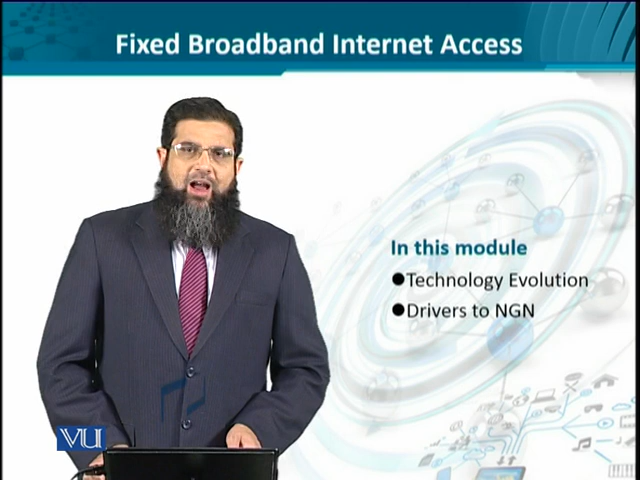 Fixed Broadband Internet Access
In this module
●Technology Evolution
●Drivers to NGN
VU